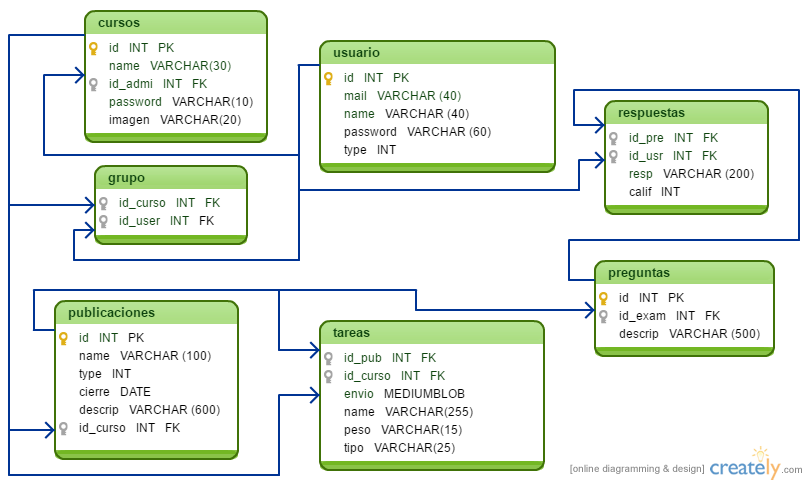 cursos
id INT PK
name VARCHAR(30)
id_admi INT FK
password VARCHAR(10)
imagen VARCHAR(20)
usuario
id INT PK
mail VARCHAR (40)
name VARCHAR (40)
password VARCHAR (60)
type INT
respuestas
id_pre INT FK
id_usr INT FK
resp VARCHAR (200)
calif INT
grupo
id_curso INT FK
id_user INT FK
preguntas
id INT PK
id_exam INT FK
descrip VARCHAR (500)
publicaciones
id INT PK
name VARCHAR (100)
type INT
cierre DATE
descrip VARCHAR (600)
id_curso INT FK
tareas
id_pub INT FK
id_curso INT FK
envio MEDIUMBLOB
name VARCHAR(255)
peso VARCHAR(15)
tipo VARCHAR(25)
[online diagramming & design] creately.com